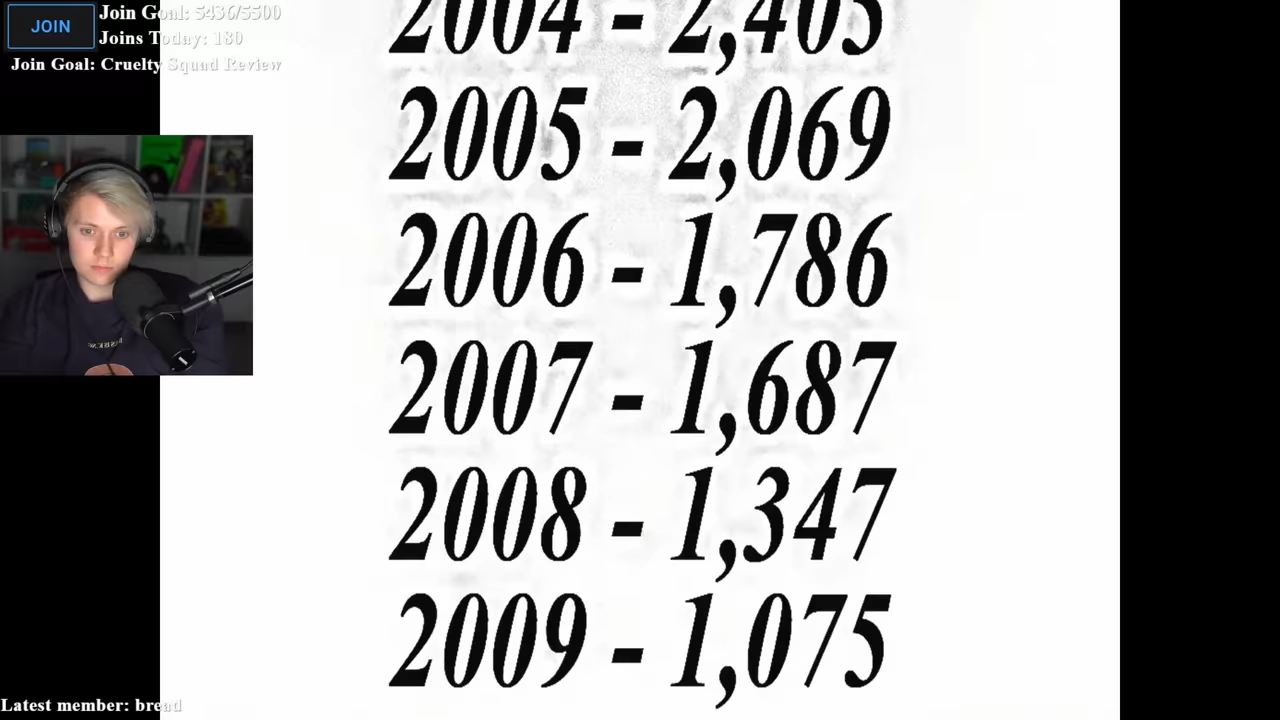 JOIN
Join Goal: 5436/5500
Joins Today: 180
Join Goal: Cruelty Squad Review
2004 - 2,405
2005 - 2,069
2006 - 1,786
2007 - 1,687
2008 - 1,347
2009 - 1,075
Latest member: bread